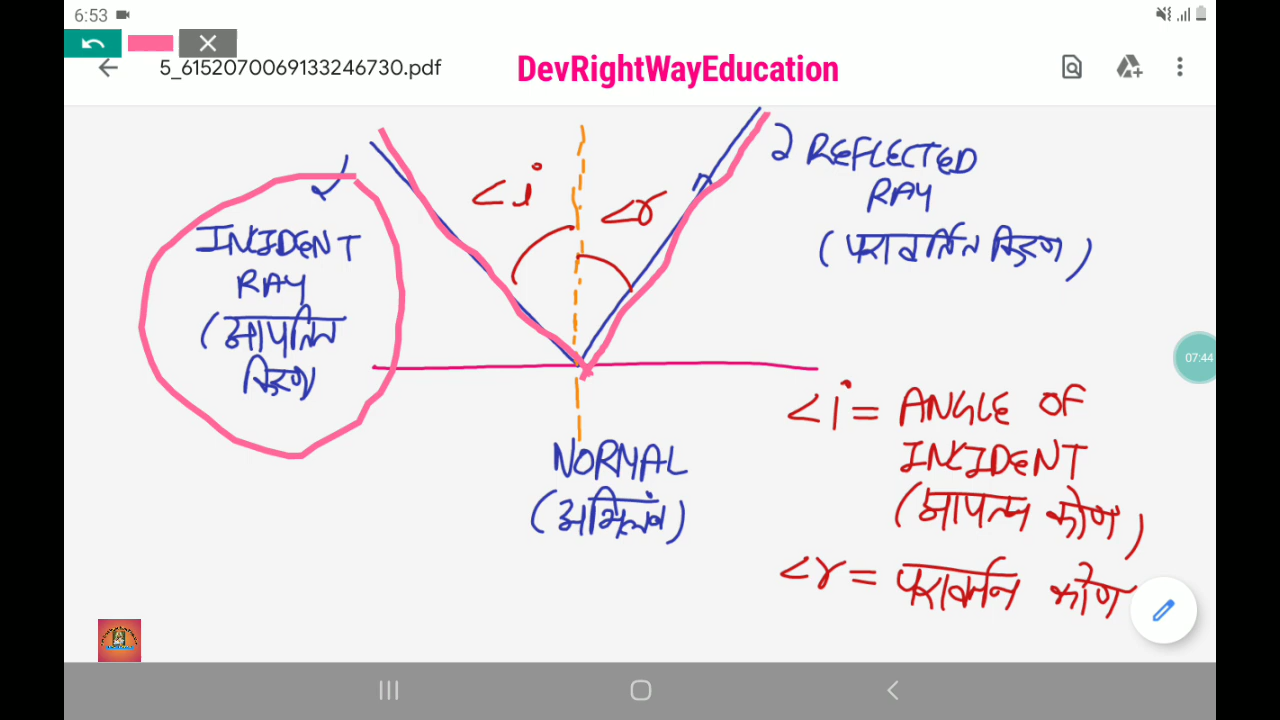 6:53
5_6152070069133246730.pdf
DevRightWayEducation
REFLECTED
RAY
(परावर्तित किरण)
<i
<r
INCIDENT
RAY
(आपतित
किरण)
07:44
NORMAL
(अभिलंब)
<i = ANGLE OF
INCIDENT
(आपतन कोण)
<r = परावर्तन कोण